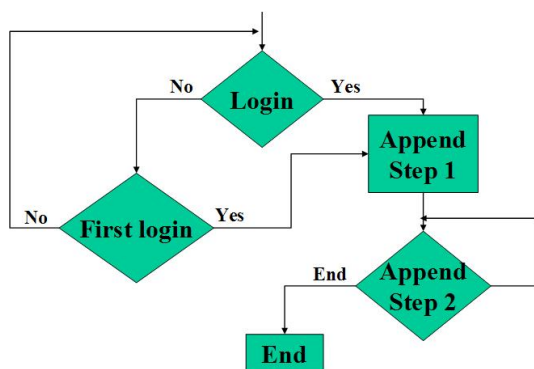 No
Yes
Login
Append
Step 1
No
First login
Yes
End
Append
Step 2
End